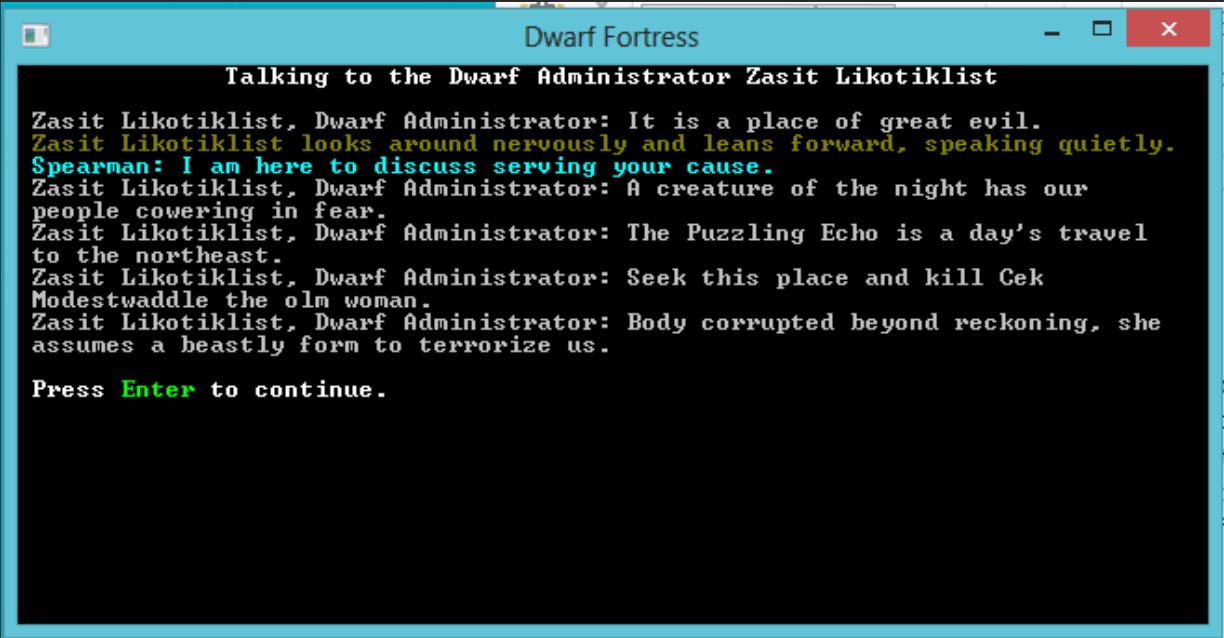 Dwarf Fortress
Talking to the Dwarf Administrator Zasit Likotiklist
Zasit Likotiklist, Dwarf Administrator: It is a place of great evil.
Zasit Likotiklist looks around nervously and leans forward, speaking quietly.
Spearman: I am here to discuss serving your cause.
Zasit Likotiklist, Dwarf Administrator: A creature of the night has our
people cowering in fear.
Zasit Likotiklist, Dwarf Administrator: The Puzzling Echo is a day's travel
to the northeast.
Zasit Likotiklist, Dwarf Administrator: Seek this place and kill Cek
Modestwaddle the olm woman.
Zasit Likotiklist, Dwarf Administrator: Body corrupted beyond reckoning, she
assumes a beastly form to terrorize us.
Press Enter to continue.